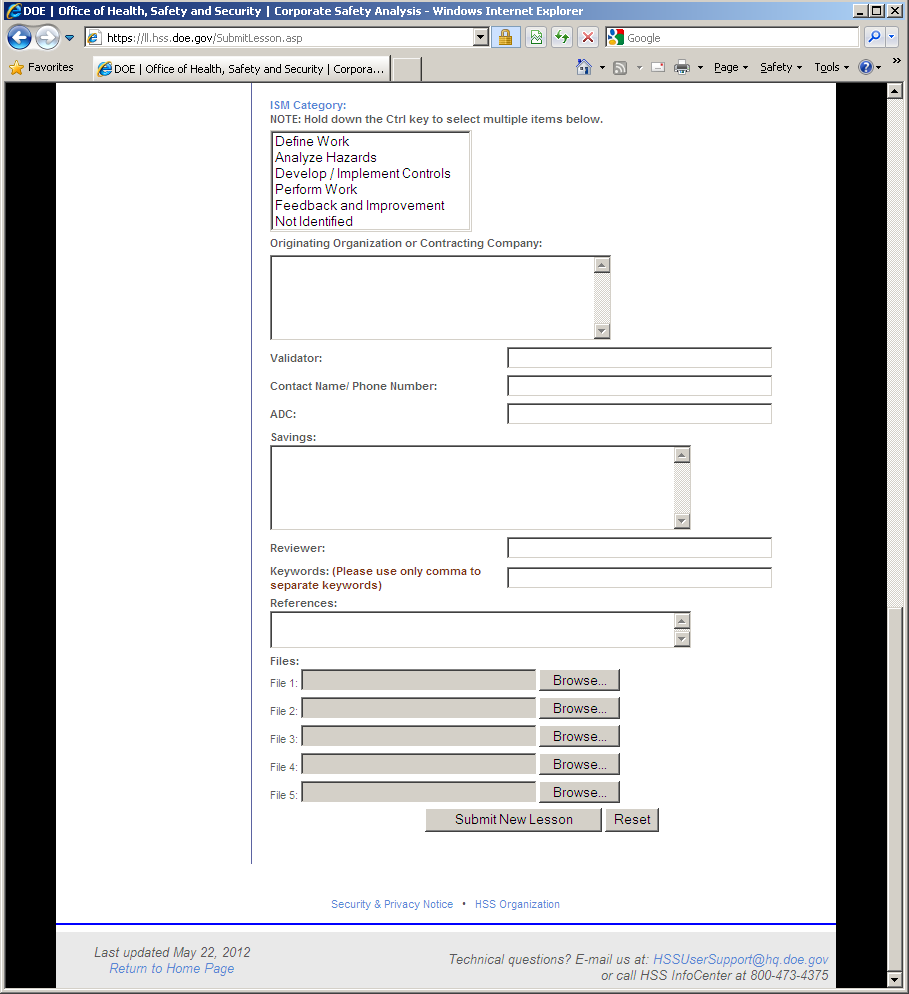 DOE | Office of Health, Safety and Security | Corporate Safety Analysis - Windows Internet Explorer
https://ll.hss.doe.gov/SubmitLesson.asp
Google
Favorites
DOE | Office of Health, Safety and Security | Corpora...
Page
Safety
Tools
ISM Category:
NOTE: Hold down the Ctrl key to select multiple items below.
Define Work
Analyze Hazards
Develop / Implement Controls
Perform Work
Feedback and Improvement
Not Identified
Originating Organization or Contracting Company:
Validator:
Contact Name/ Phone Number:
ADC:
Savings:
Reviewer:
Keywords: (Please use only comma to
separate keywords)
References:
Files:
File 1: Browse...
File 2: Browse...
File 3: Browse...
File 4: Browse...
File 5: Browse...
Submit New Lesson Reset
Security & Privacy Notice • HSS Organization
Last updated May 22, 2012
Return to Home Page
Technical questions? E-mail us at: HSSUserSupport@hq.doe.gov
or call HSS InfoCenter at 800-473-4375